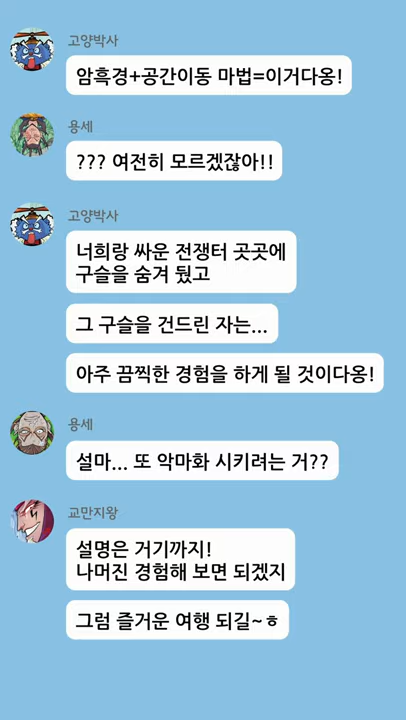 고양박사
암흑경+공간이동 마법=이거다옹!
용세
??? 여전히 모르겠잖아!!
고양박사
너희랑 싸운 전쟁터 곳곳에
구슬을 숨겨 뒀고
그 구슬을 건드린 자는...
아주 끔찍한 경험을 하게 될 것이다옹!
용세
설마... 또 악마화 시키려는 거??
교만지왕
설명은 거기까지!
나머진 경험해 보면 되겠지
그럼 즐거운 여행 되길~ㅎ